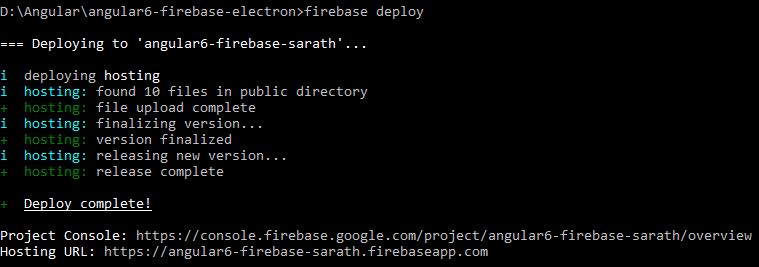 D:\Angular\angular6-firebase-electron>firebase deploy
=== Deploying to 'angular6-firebase-sarath'...
i deploying hosting
i hosting: found 10 files in public directory
+ hosting: file upload complete
i hosting: finalizing version...
+ hosting: version finalized
i hosting: releasing new version...
+ hosting: release complete
+ Deploy complete!
Project Console: https://console.firebase.google.com/project/angular6-firebase-sarath/overview
Hosting URL: https://angular6-firebase-sarath.firebaseapp.com